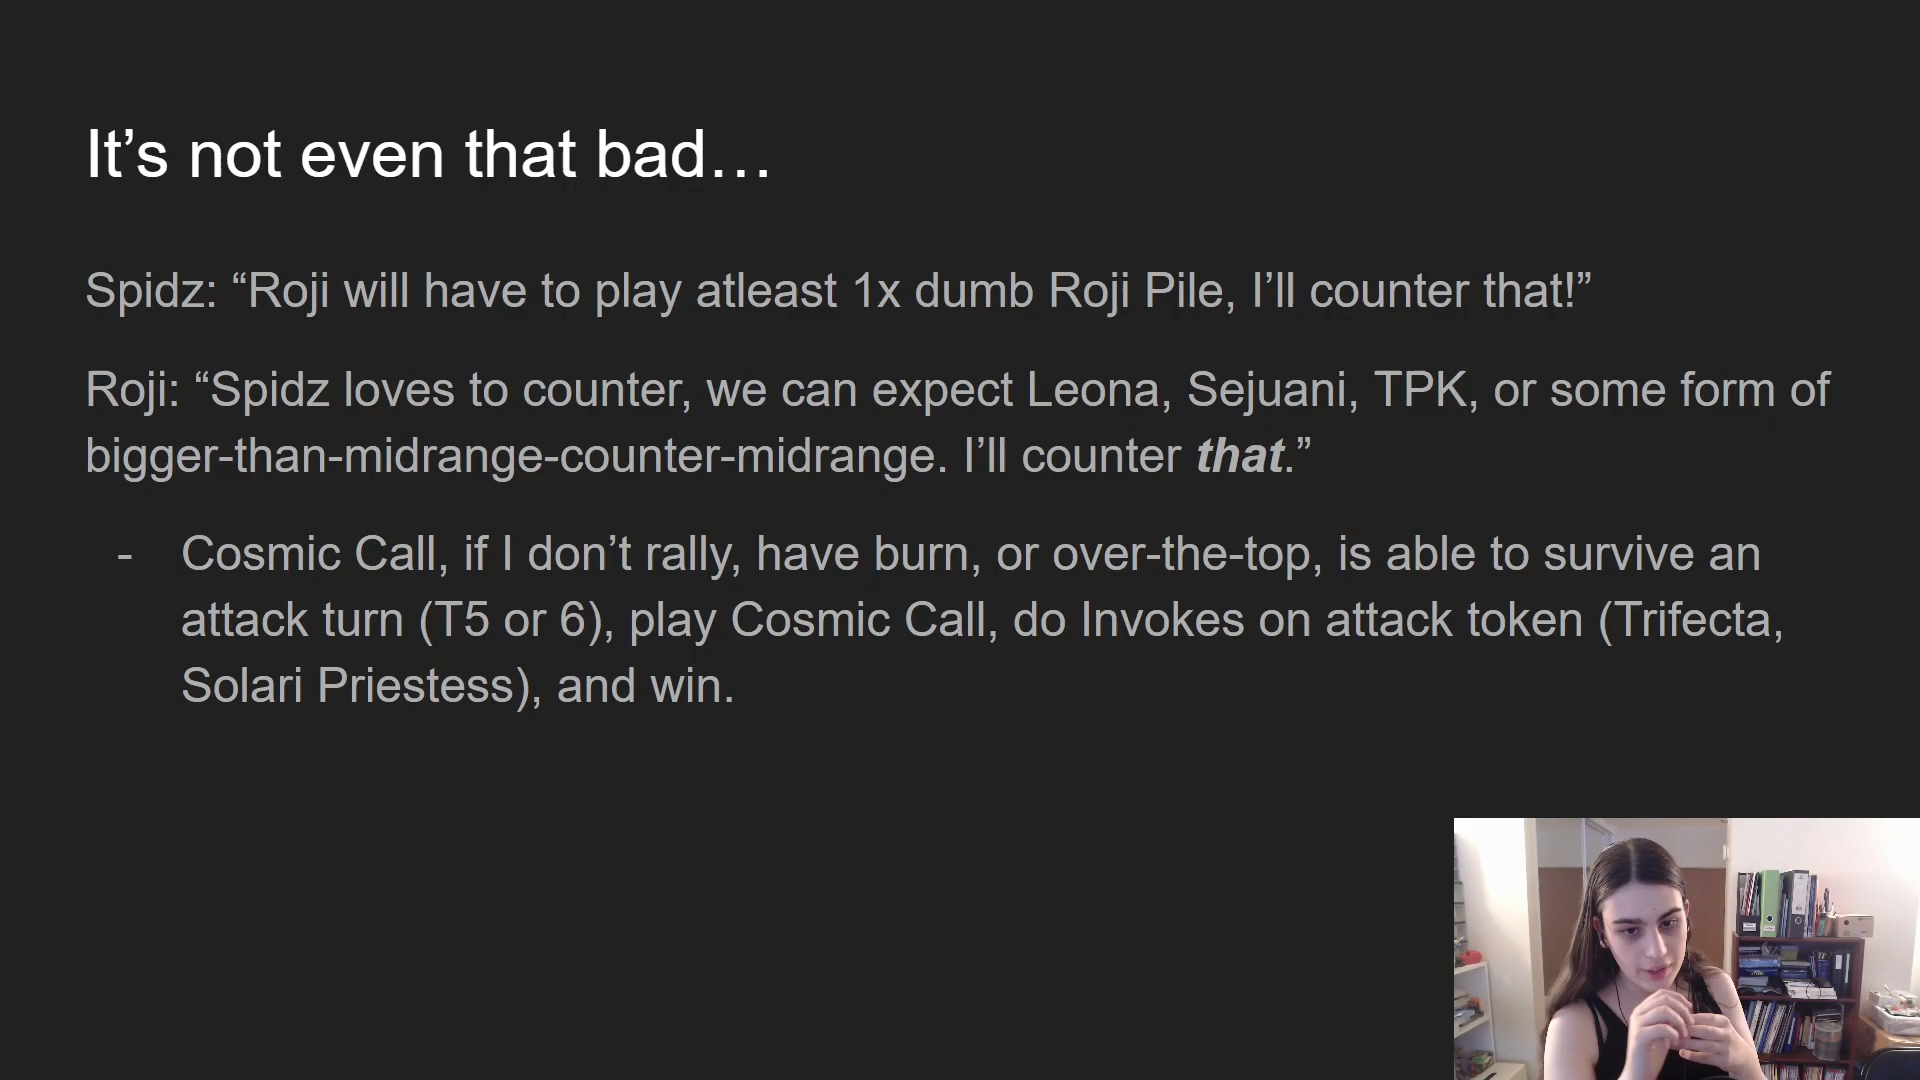 It’s not even that bad…
Spidz: “Roji will have to play atleast 1x dumb Roji Pile, I’ll counter that!”
Roji: “Spidz loves to counter, we can expect Leona, Sejuani, TPK, or some form of
bigger-than-midrange-counter-midrange. I’ll counter that.”
- Cosmic Call, if I don’t rally, have burn, or over-the-top, is able to survive an
attack turn (T5 or 6), play Cosmic Call, do Invokes on attack token (Trifecta,
Solari Priestess), and win.